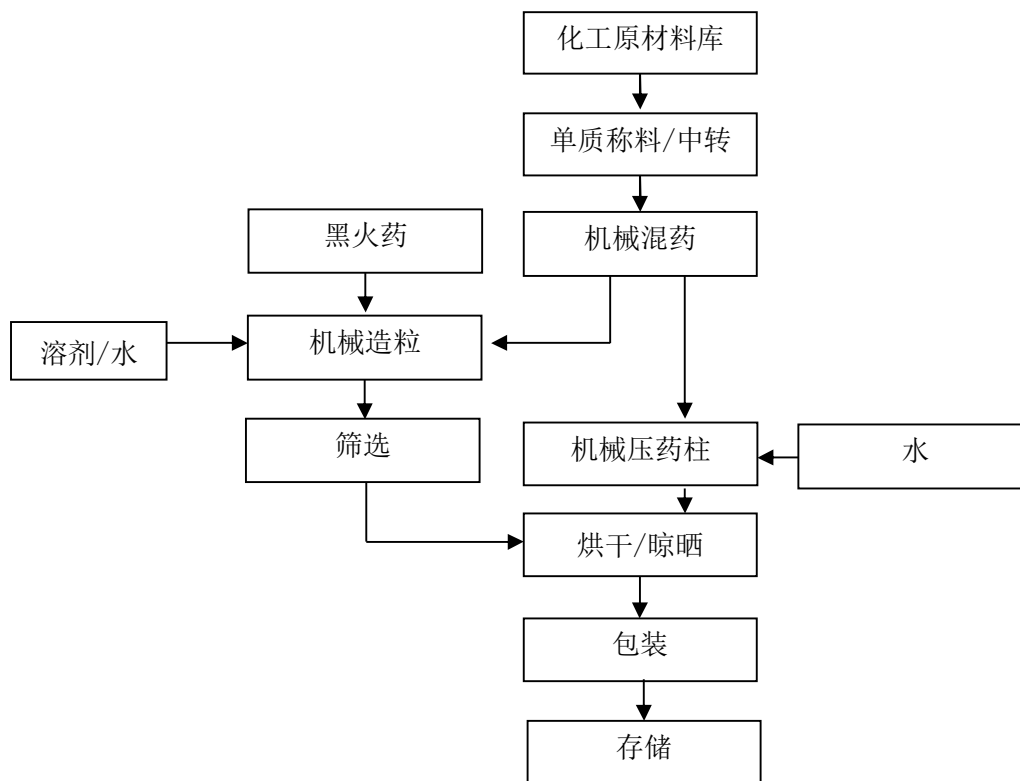 化工原材料库
单质称料/中转
黑火药
机械混药
溶剂/水
机械造粒
筛选
机械压药柱
水
烘干/晾晒
包装
存储